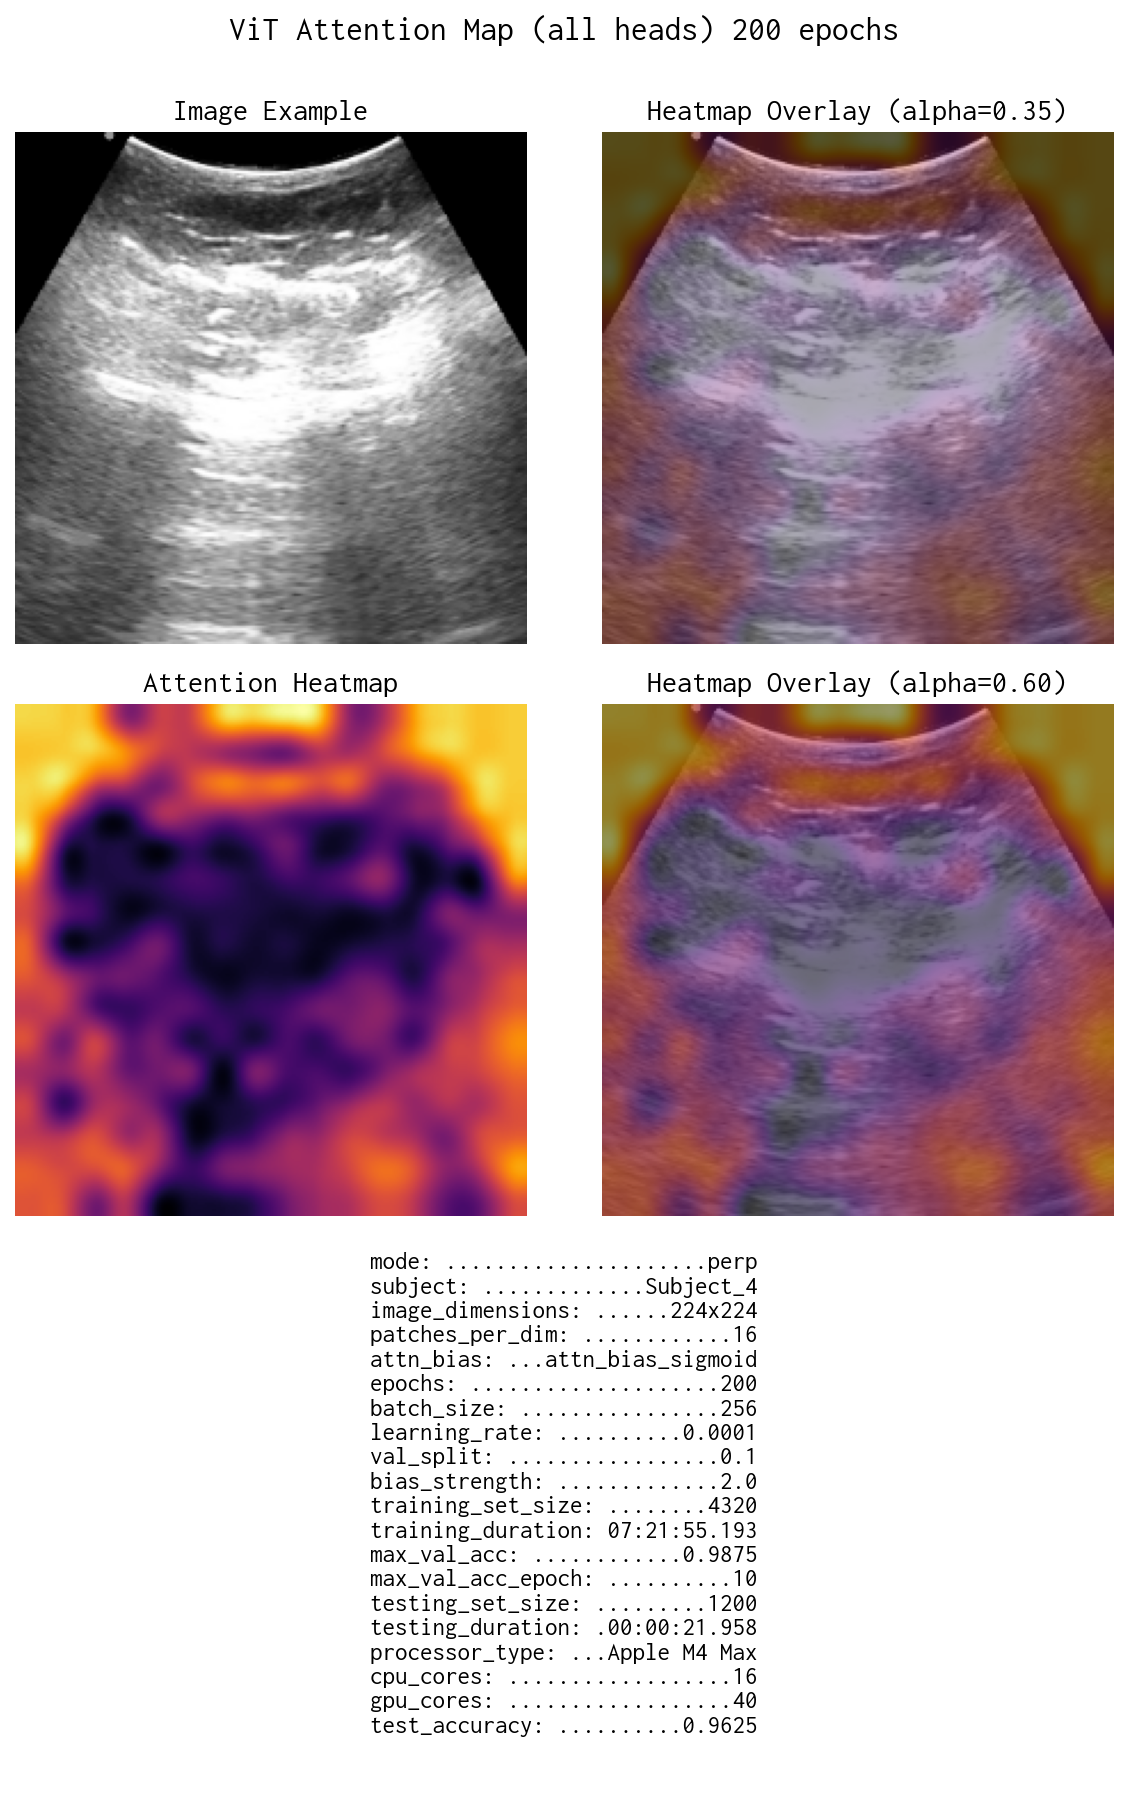 ViT Attention Map (all heads) 200 epochs
Image Example
Heatmap Overlay (alpha=0.35)
Attention Heatmap
Heatmap Overlay (alpha=0.60)
mode: .....................perp
subject: .............Subject_4
image_dimensions: ......224x224
patches_per_dim: ............16
attn_bias: ...attn_bias_sigmoid
epochs: ....................200
batch_size: ................256
learning_rate: ..........0.0001
val_split: .................0.1
bias_strength: .............2.0
training_set_size: ........4320
training_duration: 07:21:55.193
max_val_acc: ............0.9875
max_val_acc_epoch: ..........10
testing_set_size: .........1200
testing_duration: .00:00:21.958
processor_type: ...Apple M4 Max
cpu_cores: ..................16
gpu_cores: ..................40
test_accuracy: ..........0.9625